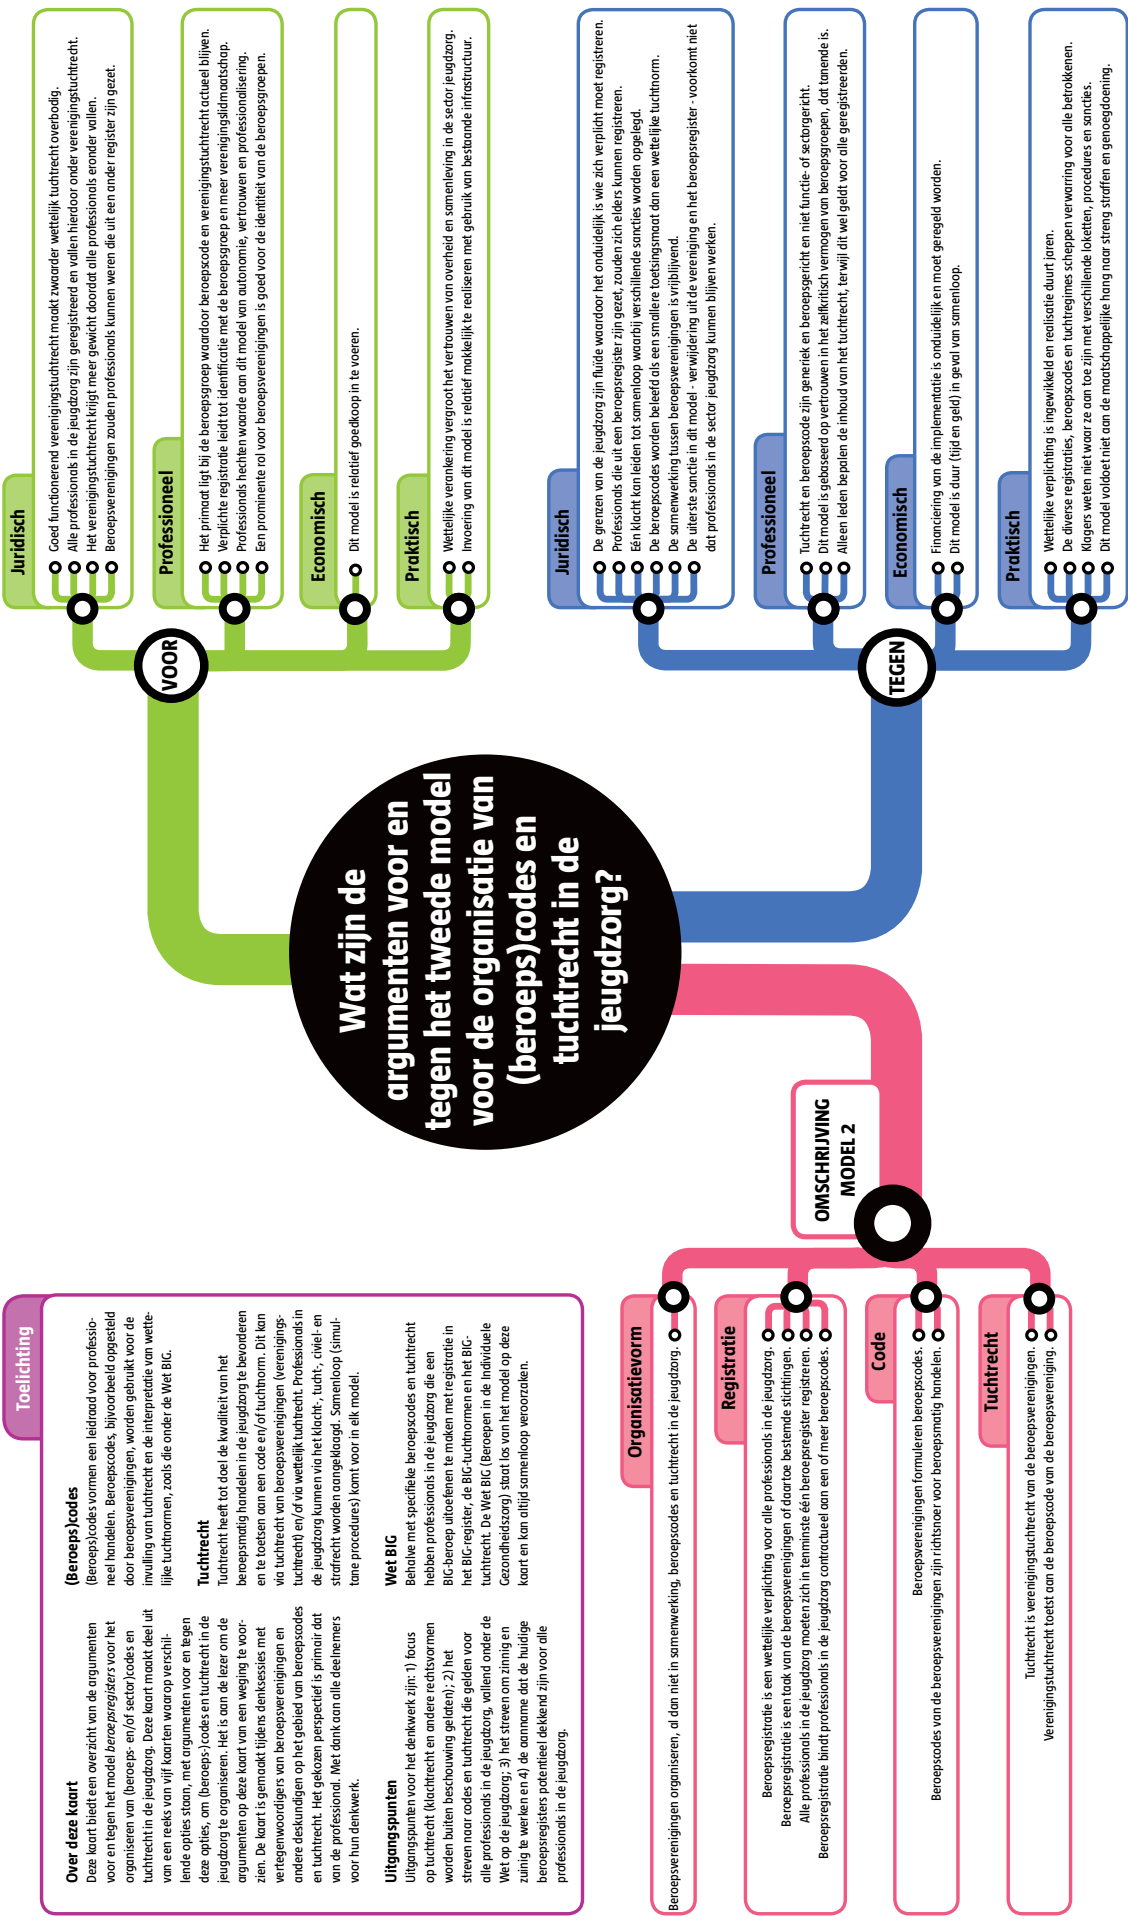 Toelichting
Over deze kaart
Deze kaart biedt een overzicht van de argumenten
voor en tegen het model beroepsregisters voor het
organiseren van (beroeps- en/of sector)codes en
tuchtrecht in de jeugdzorg. Deze kaart maakt deel uit
van een reeks van vijf kaarten waarop verschil-
lende opties staan, met argumenten voor en tegen
deze opties, om (beroeps-)codes en tuchtrecht in de
jeugdzorg te organiseren. Het is aan de lezer om de
argumenten op deze kaart van een weging te voor-
zien. De kaart is gemaakt tijdens denksessies met
vertegenwoordigers van beroepsverenigingen en
andere deskundigen op het gebied van beroepscodes
en tuchtrecht. Het gekozen perspectief is primair dat
van de professional. Met dank aan alle deelnemers
voor hun denkwerk.
Uitgangspunten
Uitgangspunten voor het denkwerk zijn: 1) focus
op tuchtrecht (klachtrecht en andere rechtsvormen
worden buiten beschouwing gelaten); 2) het
streven naar codes en tuchtrecht die gelden voor
alle professionals in de jeugdzorg, vallend onder de
Wet op de jeugdzorg; 3) het streven om zinnig en
zuinig te werken en 4) de aanname dat de huidige
beroepsregisters potentieel dekkend zijn voor alle
professionals in de jeugdzorg.
(Beroeps)codes
(Beroeps)codes vormen een leidraad voor professio-
neel handelen. Beroepscodes, bijvoorbeeld opgesteld
door beroepsverenigingen, worden gebruikt voor de
invulling van tuchtrecht en de interpretatie van wette-
lijke tuchtnormen, zoals die onder de Wet BIG.
Tuchtrecht
Tuchtrecht heeft tot doel de kwaliteit van het
beroepsmatig handelen in de jeugdzorg te bevorderen
en te toetsen aan een code en/of tuchtnorm. Dit kan
via tuchtrecht van beroepsverenigingen (verenigings-
tuchtrecht) en/of via wettelijk tuchtrecht. Professionals in
de jeugdzorg kunnen via het klacht-, tucht-, civiel- en
strafrecht worden aangeklaagd. Samenloop (simul-
tane procedures) komt voor in elk model.
Wet BIG
Behalve met specifieke beroepscodes en tuchtrecht
hebben professionals in de jeugdzorg die een
BIG-beroep uitoefenen te maken met registratie in
het BIG-register, de BIG-tuchtnormen en het BIG-
tuchtrecht. De Wet BIG (Beroepen in de Individuele
Gezondheidszorg) staat los van het model op deze
kaart en kan altijd samenloop veroorzaken.
Wat zijn de
argumenten voor en
tegen het tweede model
voor de organisatie van
(beroeps)codes en
tuchtrecht in de
jeugdzorg?
VOOR
Juridisch
Goed functionerend verenigingstuchtrecht maakt zwaarder wettelijk tuchtrecht overbodig.
Alle professionals in de jeugdzorg zijn geregistreerd en vallen hierdoor onder verenigingstuchtrecht.
Het verenigingstuchtrecht krijgt meer gewicht doordat alle professionals eronder vallen.
Beroepsverenigingen zouden professionals kunnen weren die uit een ander register zijn gezet.
Professioneel
Het primaat ligt bij de beroepsgroep waardoor beroepscode en verenigingstuchtrecht actueel blijven.
Verplichte registratie leidt tot identificatie met de beroepsgroep en meer verenigingslidmaatschap.
Professionals hechten waarde aan dit model van autonomie, vertrouwen en professionalisering.
Een prominente rol voor beroepsverenigingen is goed voor de identiteit van de beroepsgroepen.
Economisch
Dit model is relatief goedkoop in te voeren.
Praktisch
Wettelijke verankering vergroot het vertrouwen van overheid en samenleving in de sector jeugdzorg.
Invoering van dit model is relatief makkelijk te realiseren met gebruik van bestaande infrastructuur.
TEGEN
Juridisch
De grenzen van de jeugdzorg zijn fluïde waardoor het onduidelijk is wie zich verplicht moet registreren.
Professionals die uit een beroepsregister zijn gezet, zouden zich elders kunnen registreren.
Eén klacht kan leiden tot samenloop waarbij verschillende sancties worden opgelegd.
De beroepscodes worden beleefd als een smallere toetsingsmaat dan een wettelijke tuchtnorm.
De samenwerking tussen beroepsverenigingen is vrijblijvend.
De uiterste sanctie in dit model - verwijdering uit de vereniging en het beroepsregister - voorkomt niet
dat professionals in de sector jeugdzorg kunnen blijven werken.
Professioneel
Tuchtrecht en beroepscode zijn generiek en beroepsgericht en niet functie- of sectorgericht.
Dit model is gebaseerd op vertrouwen in het zelfkritisch vermogen van beroepsgroepen, dat tanende is.
Alleen leden bepalen de inhoud van het tuchtrecht, terwijl dit wel geldt voor alle geregistreerden.
Economisch
Financiering van de implementatie is onduidelijk en moet geregeld worden.
Dit model is duur (tijd en geld) in geval van samenloop.
Praktisch
Wettelijke verplichting is ingewikkeld en realisatie duurt jaren.
De diverse registraties, beroepscodes en tuchtregimes scheppen verwarring voor alle betrokkenen.
Klagers weten niet waar ze aan toe zijn met verschillende loketten, procedures en sancties.
Dit model voldoet niet aan de maatschappelijke hang naar streng straffen en genoegdoening.
OMSCHRIJVING
MODEL 2
Organisatievorm
Beroepsverenigingen organiseren, al dan niet in samenwerking, beroepscodes en tuchtrecht in de jeugdzorg.
Registratie
Beroepsregistratie is een wettelijke verplichting voor alle professionals in de jeugdzorg.
Beroepsregistratie is een taak van de beroepsverenigingen of daartoe bestemde stichtingen.
Alle professionals in de jeugdzorg moeten zich in tenminste één beroepsregister registreren.
Beroepsregistratie bindt professionals in de jeugdzorg contractueel aan een of meer beroepscodes.
Code
Beroepsverenigingen formuleren beroepscodes.
Beroepscodes van de beroepsverenigingen zijn richtsnoer voor beroepsmatig handelen.
Tuchtrecht
Tuchtrecht is verenigingstuchtrecht van de beroepsverenigingen.
Verenigingstuchtrecht toetst aan de beroepscode van de beroepsvereniging.